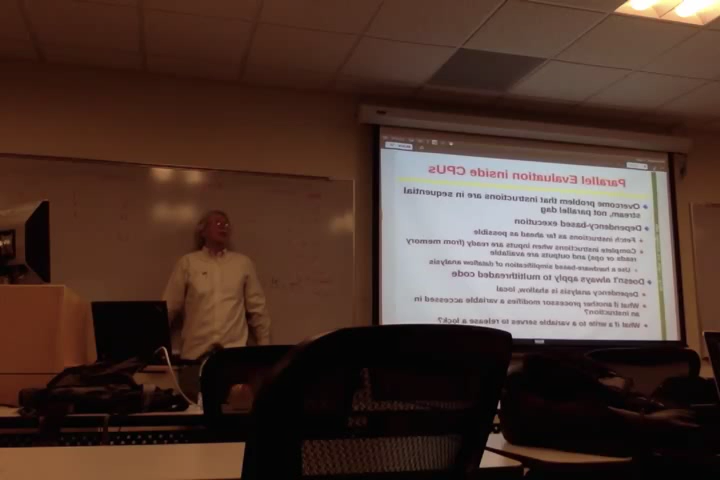 Parallel Evaluation Inside CPUs
Overcome problem that instructions are in sequential
stream, not parallel dag
Dependency-based-execution
Fetch instructions as far ahead as possible
Complete instructions when inputs are ready (from memory
reads or ops) and outputs are available
Use a hardware-based simplification of dataflow analysis
Doesn't always apply to multithreaded code
Dependency analysis is shallow, local
What if another processor modifies a variable accessed in
an instruction?
What if a write to a variable serves to release a lock?